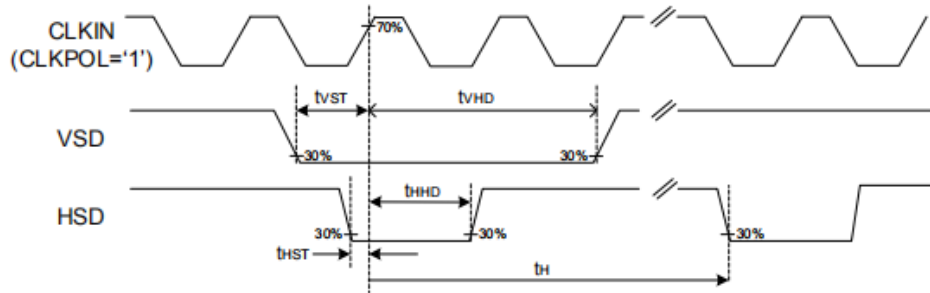 CLKIN
(CLKPOL=‘1’)
70%
tVST
tVHD
VSD
30%
30%
tHHD
HSD
30%
30%
30%
tHST
tH